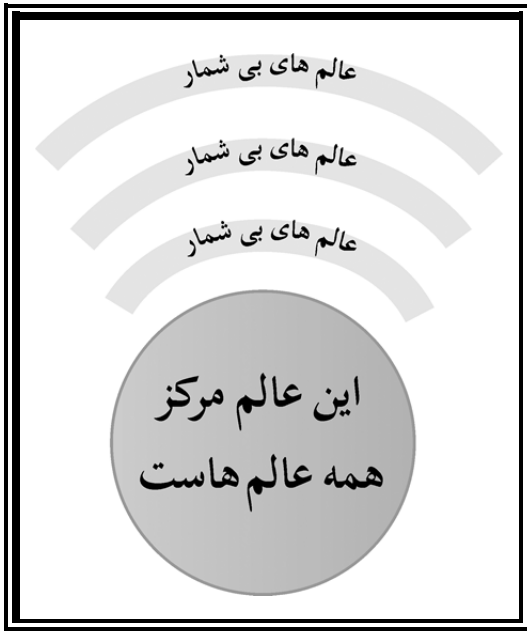 عالم های بی شمار
عالم های بی شمار
عالم های بی شمار
این عالم مرکز
همه عالم هاست